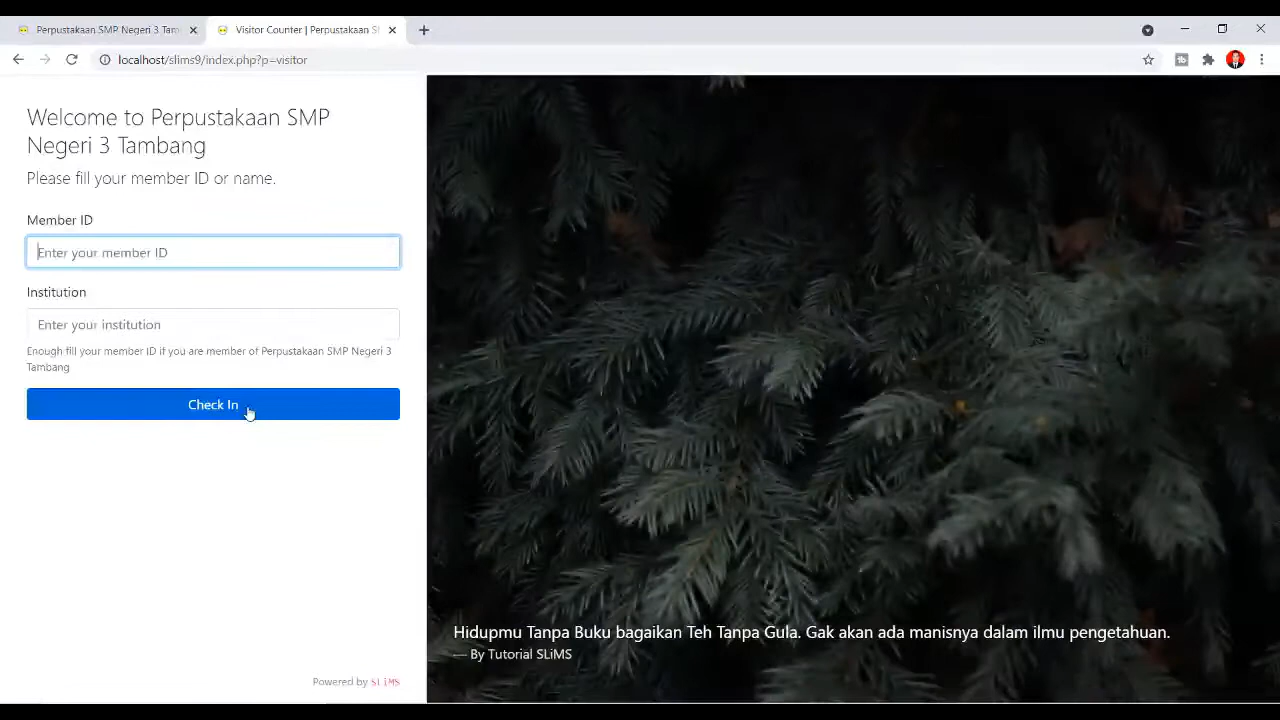 Perpustakaan SMP Negeri 3 Tam
Visitor Counter | Perpustakaan S
localhost/slims9/index.php?p=visitor
Welcome to Perpustakaan SMP
Negeri 3 Tambang
Please fill your member ID or name.
Member ID
Enter your member ID
Institution
Enter your institution
Enough fill your member ID if you are member of Perpustakaan SMP Negeri 3
Tambang
Check In
Hidupmu Tanpa Buku bagaikan Teh Tanpa Gula. Gak akan ada manisnya dalam ilmu pengetahuan.
— By Tutorial SLiMS
Powered by SLiMS